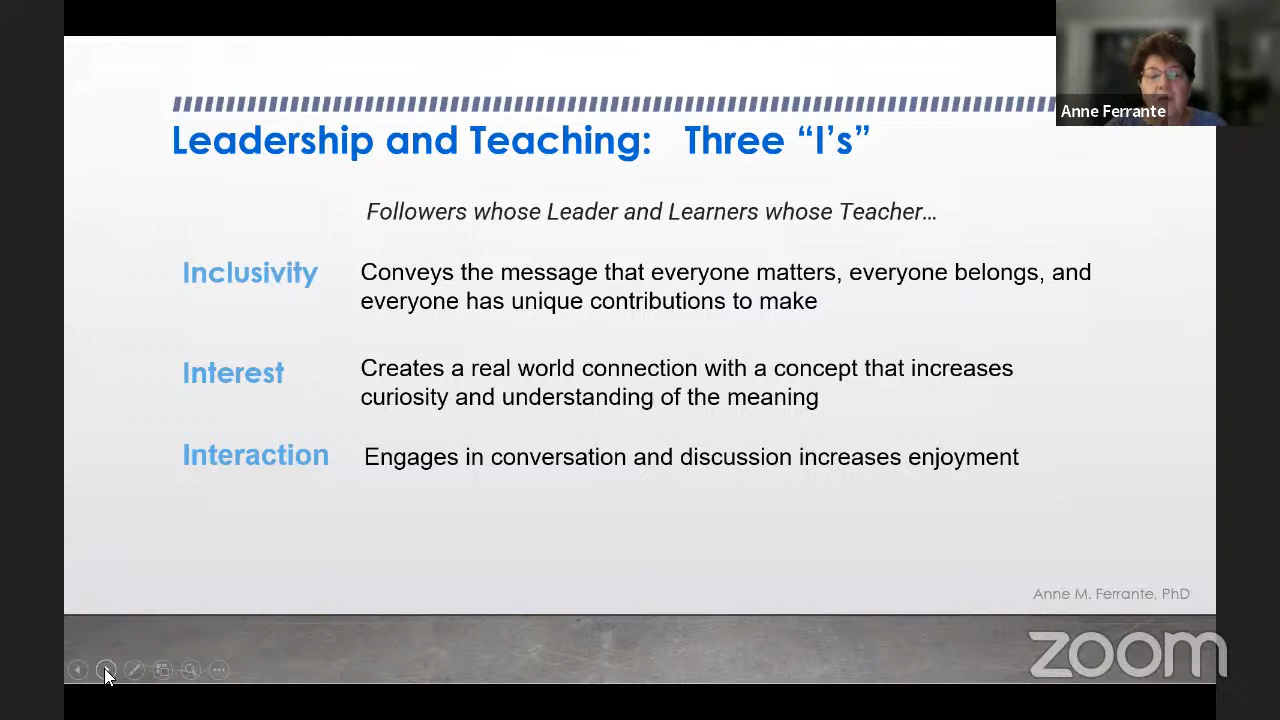 Anne Ferrante
Leadership and Teaching: Three “I’s”
Followers whose Leader and Learners whose Teacher…
Inclusivity
Conveys the message that everyone matters, everyone belongs, and
everyone has unique contributions to make
Interest
Creates a real world connection with a concept that increases
curiosity and understanding of the meaning
Interaction
Engages in conversation and discussion increases enjoyment
Anne M. Ferrante, PhD
zoom